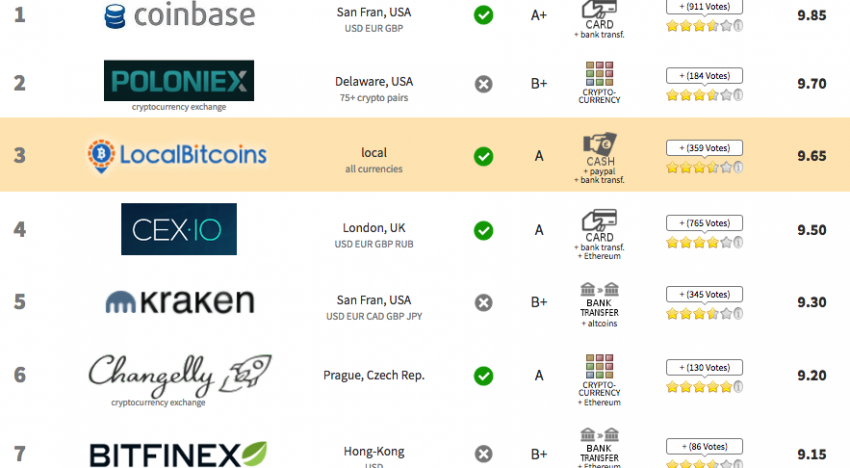 1
coinbase
San Fran, USA
USD EUR GBP
A+
CARD
+ bank transf.
+ (911 Votes)
9.85
2
POLONIEX
cryptocurrency exchange
Delaware, USA
75+ crypto pairs
B+
CRYPTO-
CURRENCY
+ (184 Votes)
9.70
3
LocalBitcoins
local
all currencies
A
CASH
+ paypal
+ bank transf.
+ (359 Votes)
9.65
4
CEX·IO
London, UK
USD EUR GBP RUB
A
CARD
+ bank transf.
+ Ethereum
+ (765 Votes)
9.50
5
kraken
San Fran, USA
USD EUR CAD GBP JPY
B+
BANK
TRANSFER
+ altcoins
+ (345 Votes)
9.30
6
Changelly
cryptocurrency exchange
Prague, Czech Rep.
A
CRYPTO-
CURRENCY
+ Ethereum
+ (130 Votes)
9.20
7
BITFINEX
Hong-Kong
USD
B+
BANK
TRANSFER
+ Ethereum
+ (86 Votes)
9.15